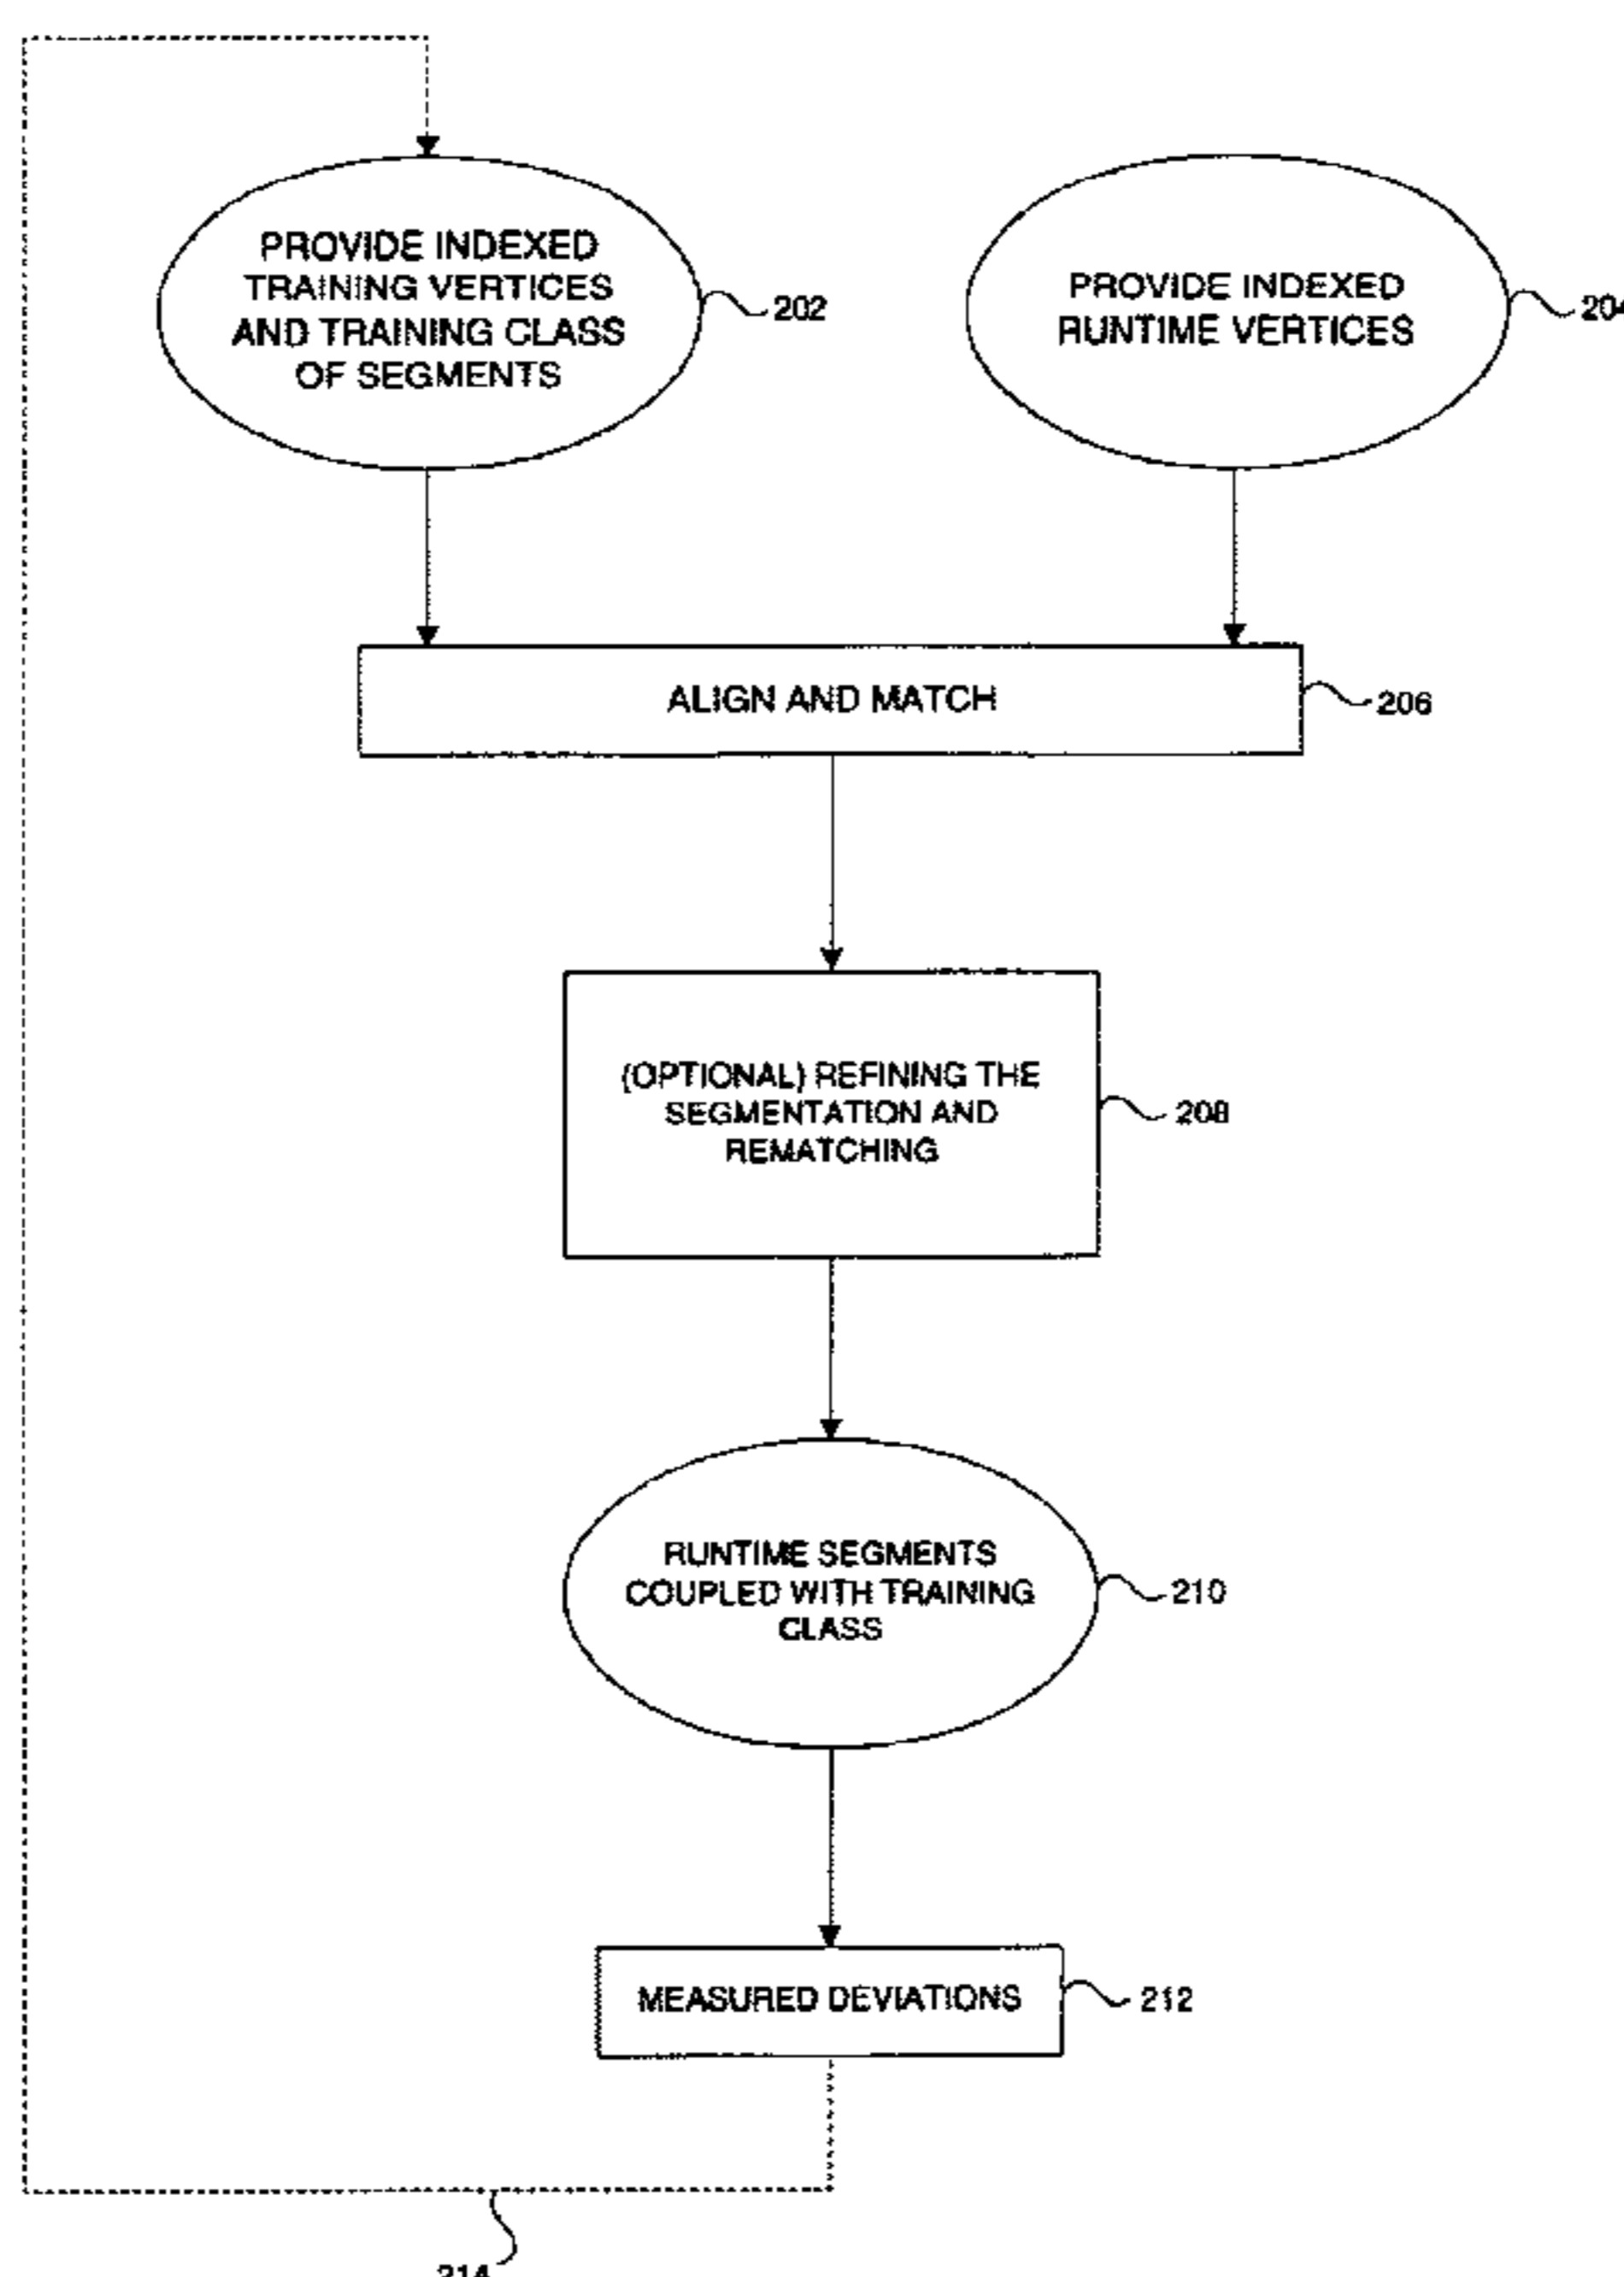 PROVIDE INDEXED
TRAINING VERTICES
AND TRAINING CLASS
OF SEGMENTS
202
PROVIDE INDEXED
RUNTIME VERTICES
204
ALIGN AND MATCH
206
(OPTIONAL) REFINING THE
SEGMENTATION AND
REMATCHING
208
RUNTIME SEGMENTS
COUPLED WITH TRAINING
CLASS
210
MEASURED DEVIATIONS
212
214